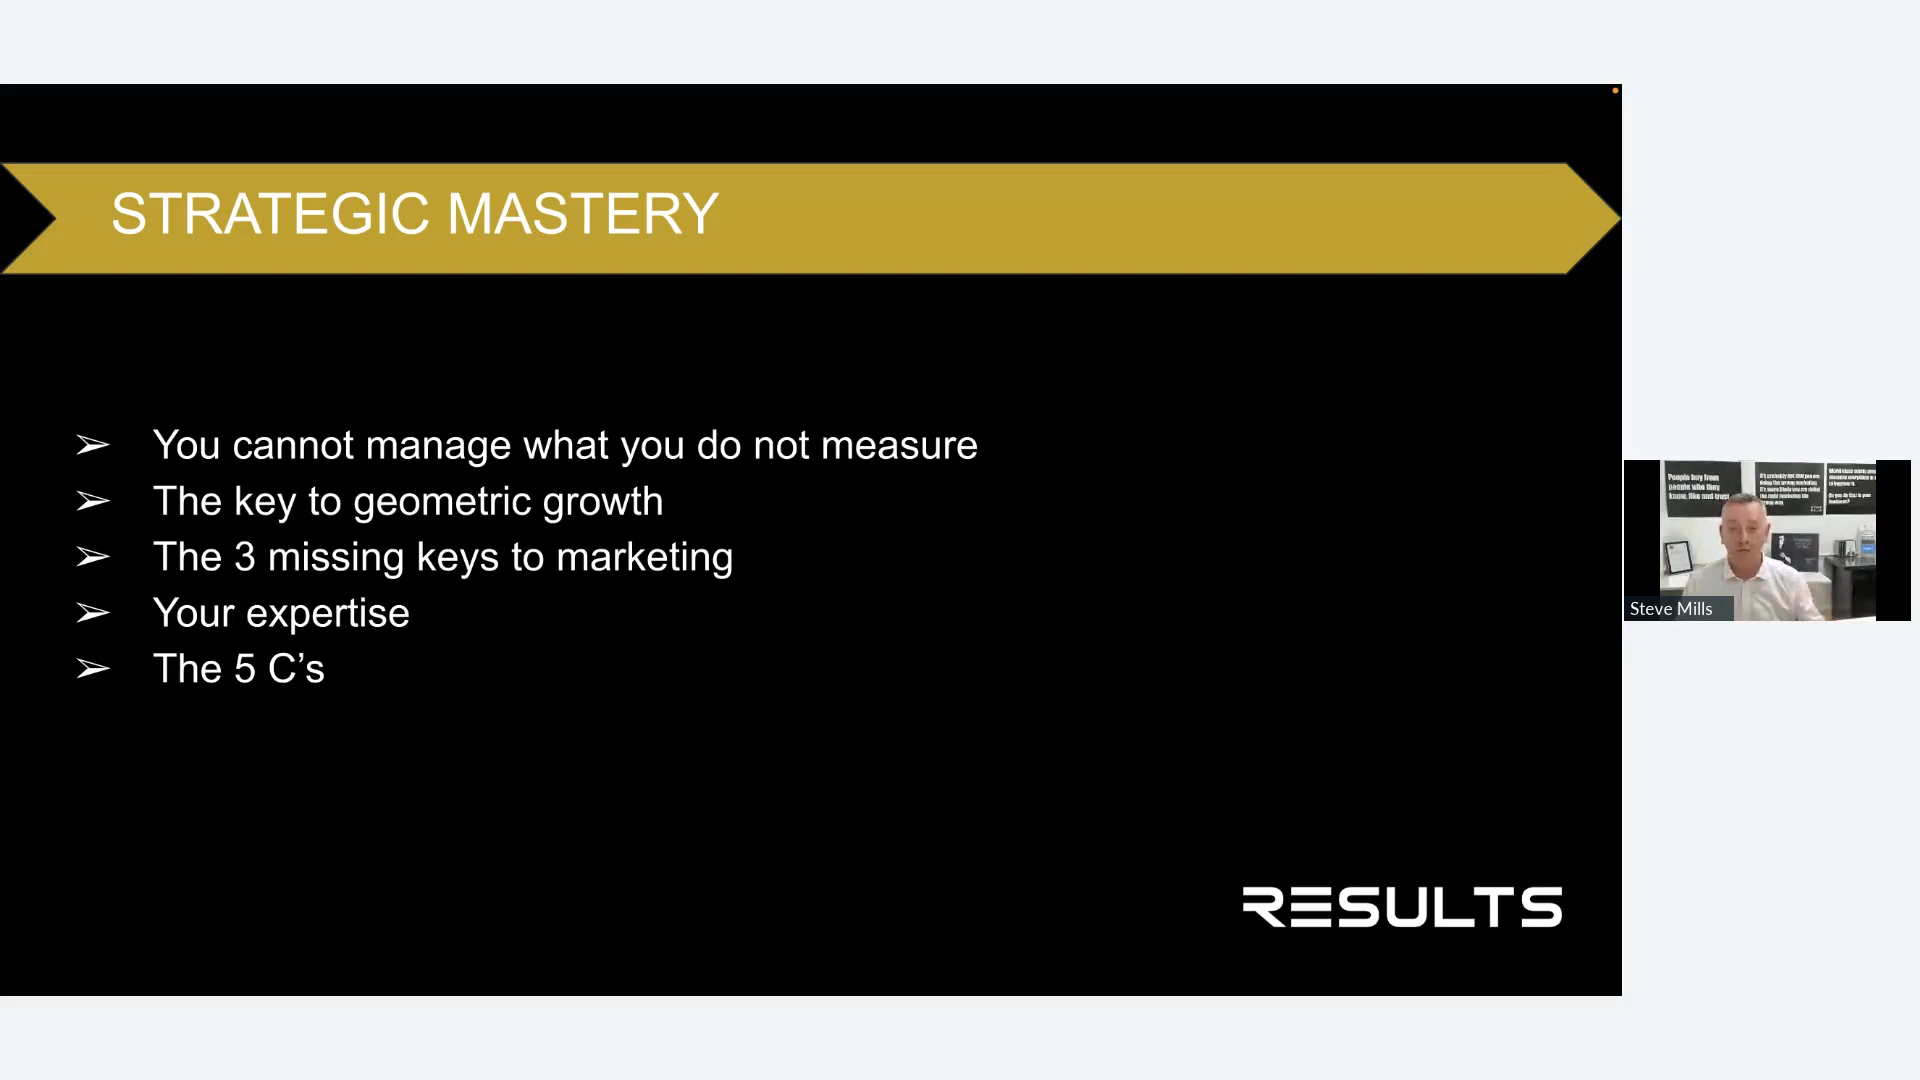 STRATEGIC MASTERY
➢ You cannot manage what you do not measure
➢ The key to geometric growth
➢ The 3 missing keys to marketing
➢ Your expertise
➢ The 5 C’s
RESULTS
People buy from
people who they
know, like and trust
Steve Mills